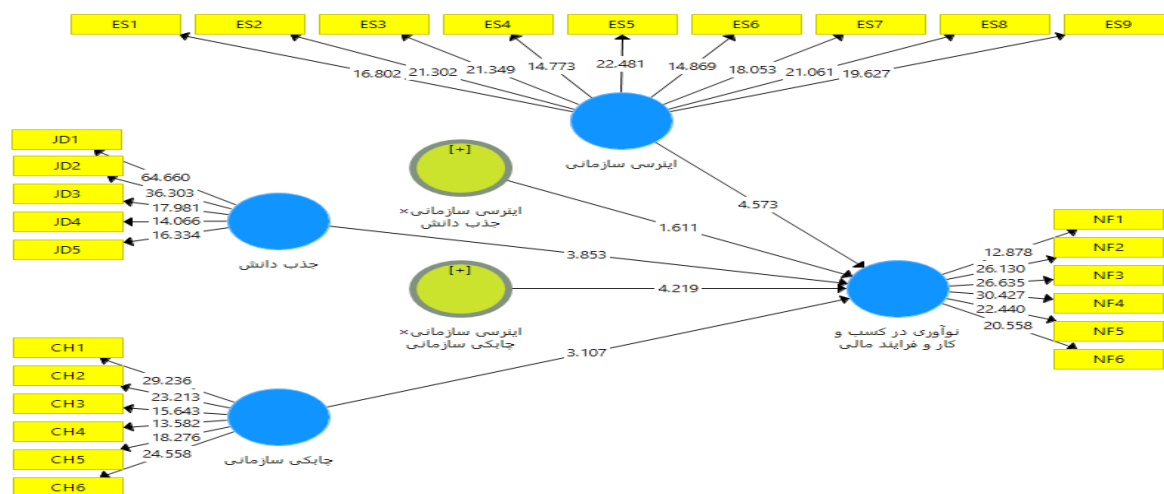 ES1
ES2
ES3
ES4
ES5
ES6
ES7
ES8
ES9
16.802
21.302
21.349
14.773
22.481
14.869
18.053
21.061
19.627
اینرسی سازمانی
JD1
JD2
JD3
JD4
JD5
64.660
36.303
17.981
14.066
16.334
جذب دانش
[+]
اینرسی سازمانی×
جذب دانش
[+]
اینرسی سازمانی×
چابکی سازمانی
4.573
1.611
3.853
4.219
3.107
NF1
NF2
NF3
NF4
NF5
NF6
12.878
26.130
26.635
30.427
22.440
20.558
نوآوری در کسب و
کار و فرایند مالی
CH1
CH2
CH3
CH4
CH5
CH6
29.236
23.213
15.643
13.582
18.276
24.558
چابکی سازمانی